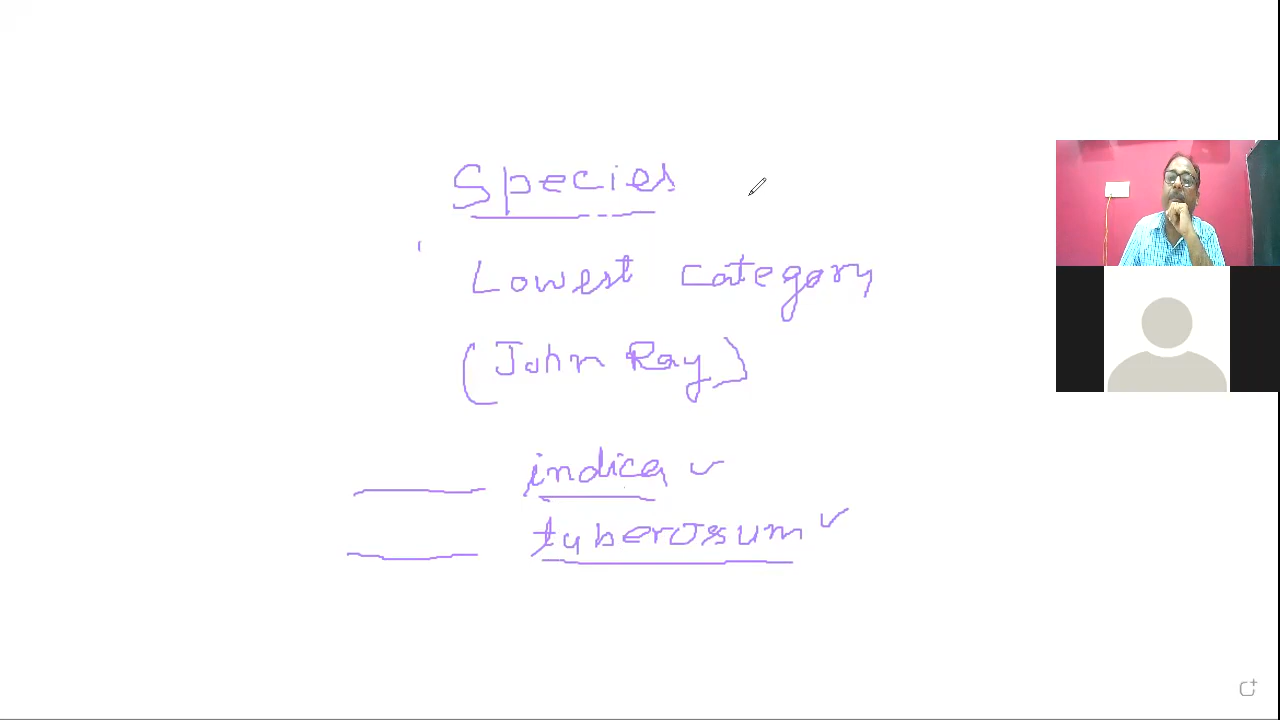 Species
Lowest category
(John Ray)
indica
tuberosum